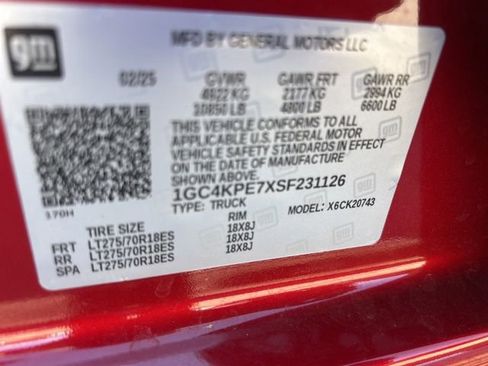 gm
MFD BY GENERAL MOTORS LLC
02/25 GVWR GAWR FRT GAWR RR
4922 KG 2177 KG 2994 KG
10850 LB 4800 LB 6600 LB
THIS VEHICLE CONFORMS TO ALL
APPLICABLE U.S. FEDERAL MOTOR
VEHICLE SAFETY STANDARDS IN EFFECT
ON THE DATE OF MANUFACTURE
SHOWN ABOVE.
1GC4KPE7XSF231126
170H TYPE: TRUCK MODEL: X6CK20743
TIRE SIZE RIM
FRT LT275/70R18ES 18X8J
RR LT275/70R18ES 18X8J
SPA LT275/70R18ES 18X8J